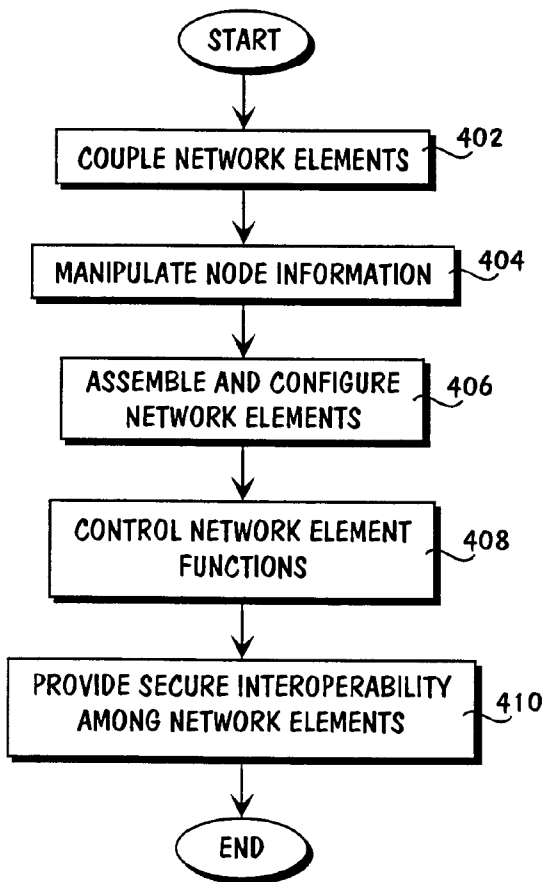 START
COUPLE NETWORK ELEMENTS
402
MANIPULATE NODE INFORMATION
404
ASSEMBLE AND CONFIGURE
NETWORK ELEMENTS
406
CONTROL NETWORK ELEMENT
FUNCTIONS
408
PROVIDE SECURE INTEROPERABILITY
AMONG NETWORK ELEMENTS
410
END